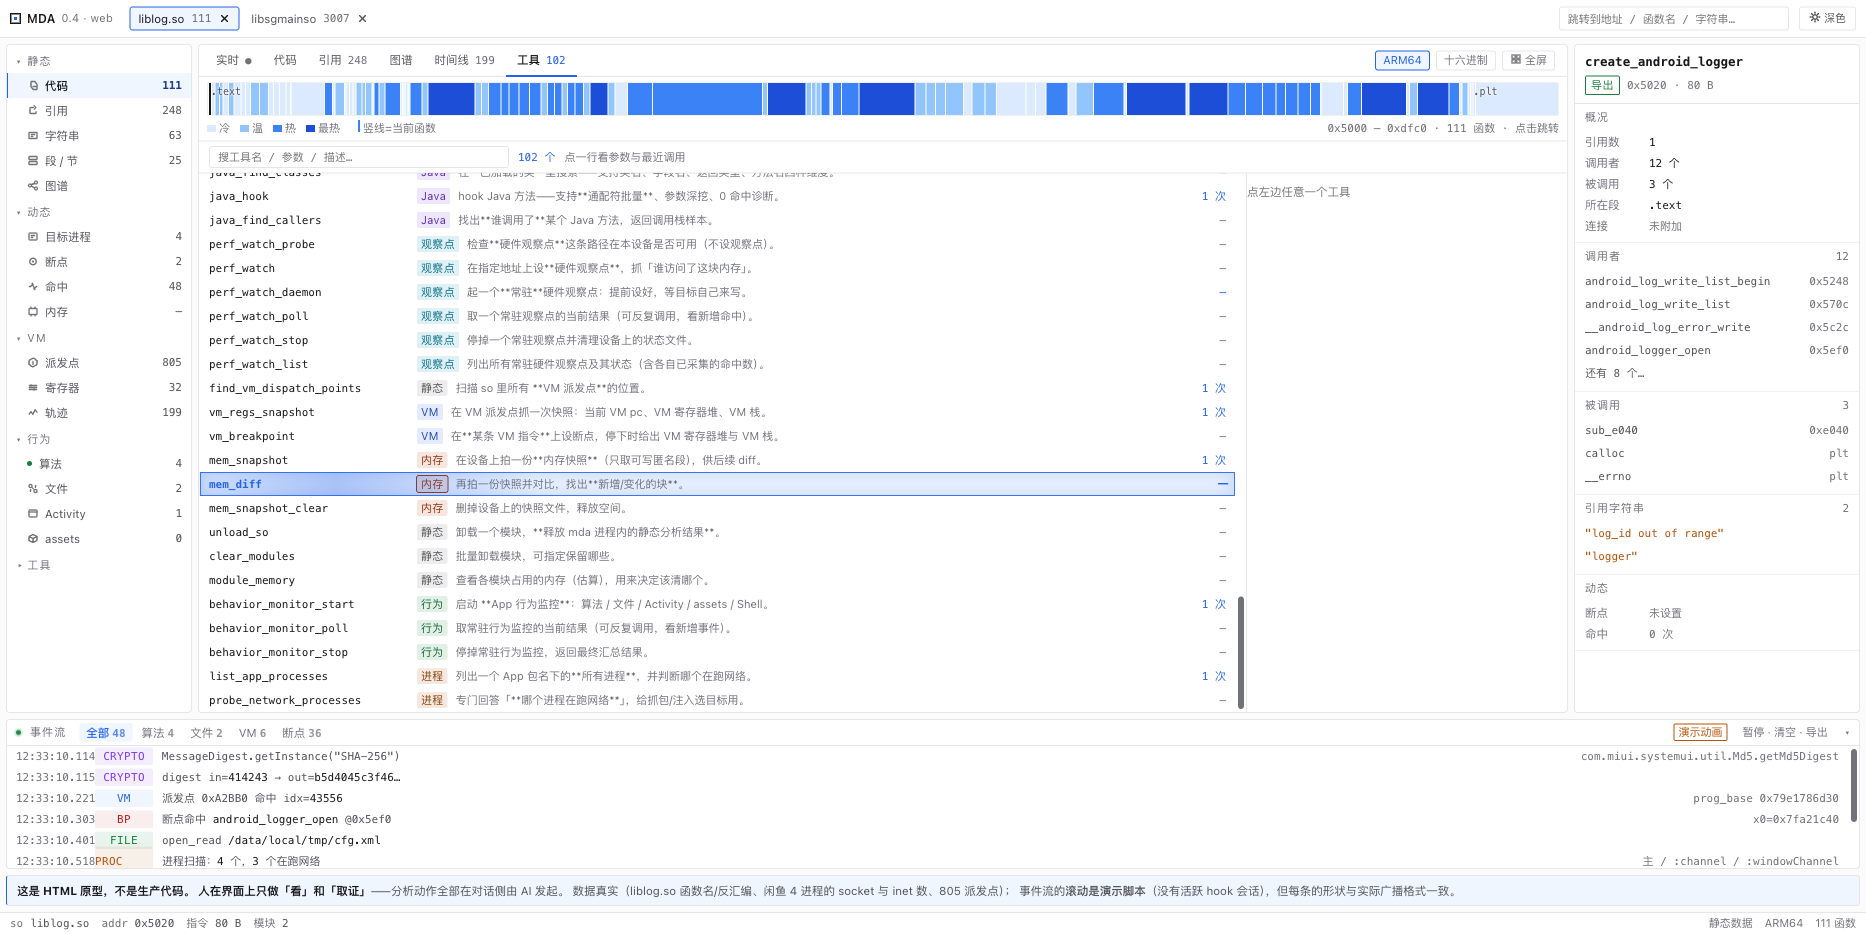 MDA 0.4 · web
liblog.so 111 ✕
libsgmainso 3007 ✕
跳转到地址 / 函数名 / 字符串…
深色
静态
代码 111
引用 248
字符串 63
段 / 节 25
图谱
动态
目标进程 4
断点 2
命中 48
内存 —
VM
派发点 805
寄存器 32
轨迹 199
行为
算法 4
文件 2
Activity 1
assets 0
工具
实时 ●
代码
引用 248
图谱
时间线 199
工具 102
ARM64
十六进制
全屏
.text
.plt
冷 温 热 最热 竖线=当前函数
0x5000 — 0xdfc0 · 111 函数 · 点击跳转
搜工具名 / 参数 / 描述…
102 个 点一行看参数与最近调用
java_hook Java hook Java 方法——支持**通配符批量**、参数深挖、0 命中诊断。 1 次
java_find_callers Java 找出**谁调用了**某个 Java 方法，返回调用栈样本。 —
perf_watch_probe 观察点 检查**硬件观察点**这条路径在本设备是否可用（不设观察点）。 —
perf_watch 观察点 在指定地址上设**硬件观察点**，抓「谁访问了这块内存」。 —
perf_watch_daemon 观察点 起一个**常驻**硬件观察点：提前设好，等目标自己来写。 —
perf_watch_poll 观察点 取一个常驻观察点的当前结果（可反复调用，看新增命中）。 —
perf_watch_stop 观察点 停掉一个常驻观察点并清理设备上的状态文件。 —
perf_watch_list 观察点 列出所有常驻硬件观察点及其状态（含各自已采集的命中数）。 —
find_vm_dispatch_points 静态 扫描 so 里所有 **VM 派发点**的位置。 1 次
vm_regs_snapshot VM 在 VM 派发点抓一次快照：当前 VM pc、VM 寄存器堆、VM 栈。 1 次
vm_breakpoint VM 在**某条 VM 指令**上设断点，停下时给出 VM 寄存器堆与 VM 栈。 —
mem_snapshot 内存 在设备上拍一份**内存快照**（只取可写匿名段），供后续 diff。 1 次
mem_diff 内存 再拍一份快照并对比，找出**新增/变化的块**。 —
mem_snapshot_clear 内存 删掉设备上的快照文件，释放空间。 —
unload_so 静态 卸载一个模块，**释放 mda 进程内的静态分析结果**。 —
clear_modules 静态 批量卸载模块，可指定保留哪些。 —
module_memory 静态 查看各模块占用的内存（估算），用来决定该清哪个。 —
behavior_monitor_start 行为 启动 **App 行为监控**：算法 / 文件 / Activity / assets / Shell。 1 次
behavior_monitor_poll 行为 取常驻行为监控的当前结果（可反复调用，看新增事件）。 —
behavior_monitor_stop 行为 停掉常驻行为监控，返回最终汇总结果。 —
list_app_processes 进程 列出一个 App 包名下的**所有进程**，并判断哪个在跑网络。 1 次
probe_network_processes 进程 专门回答「**哪个进程在跑网络**」，给抓包/注入选目标用。 —
点左边任意一个工具
create_android_logger
导出 0x5020 · 80 B
概况
引用数 1
调用者 12 个
被调用 3 个
所在段 .text
连接 未附加
调用者 12
android_log_write_list_begin 0x5248
android_log_write_list 0x570c
__android_log_error_write 0x5c2c
android_logger_open 0x5ef0
还有 8 个…
被调用 3
sub_e040 0xe040
calloc plt
__errno plt
引用字符串 2
"log_id out of range"
"logger"
动态
断点 未设置
命中 0 次
事件流 全部 48 算法 4 文件 2 VM 6 断点 36
演示动画 暂停 · 清空 · 导出
12:33:10.114 CRYPTO MessageDigest.getInstance("SHA-256") com.miui.systemui.util.Md5.getMd5Digest
12:33:10.115 CRYPTO digest in=414243 → out=b5d4045c3f46…
12:33:10.221 VM 派发点 0xA2BB0 命中 idx=43556 prog_base 0x79e1786d30
12:33:10.303 BP 断点命中 android_logger_open @0x5ef0 x0=0x7fa21c40
12:33:10.401 FILE open_read /data/local/tmp/cfg.xml
12:33:10.518 PROC 进程扫描：4 个，3 个在跑网络 主 / :channel / :windowChannel
这是 HTML 原型，不是生产代码。 人在界面上只做「看」和「取证」——分析动作全部在对话侧由 AI 发起。 数据真实（liblog.so 函数名/反汇编、闲鱼 4 进程的 socket 与 inet 数、805 派发点）； 事件流的滚动是演示脚本（没有活跃 hook 会话），但每条的形状与实际广播格式一致。
so liblog.so addr 0x5020 指令 80 B 模块 2
静态数据 ARM64 111 函数